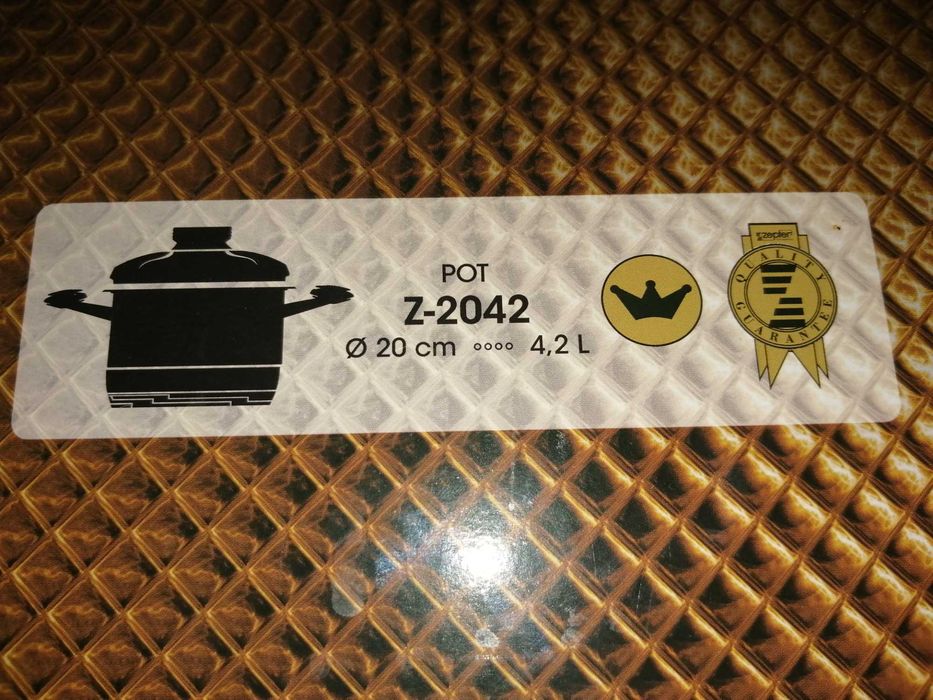 POT
Z-2042
Ø 20 cm °°°° 4,2 L
zepter
QUALITY
GUARANTEE